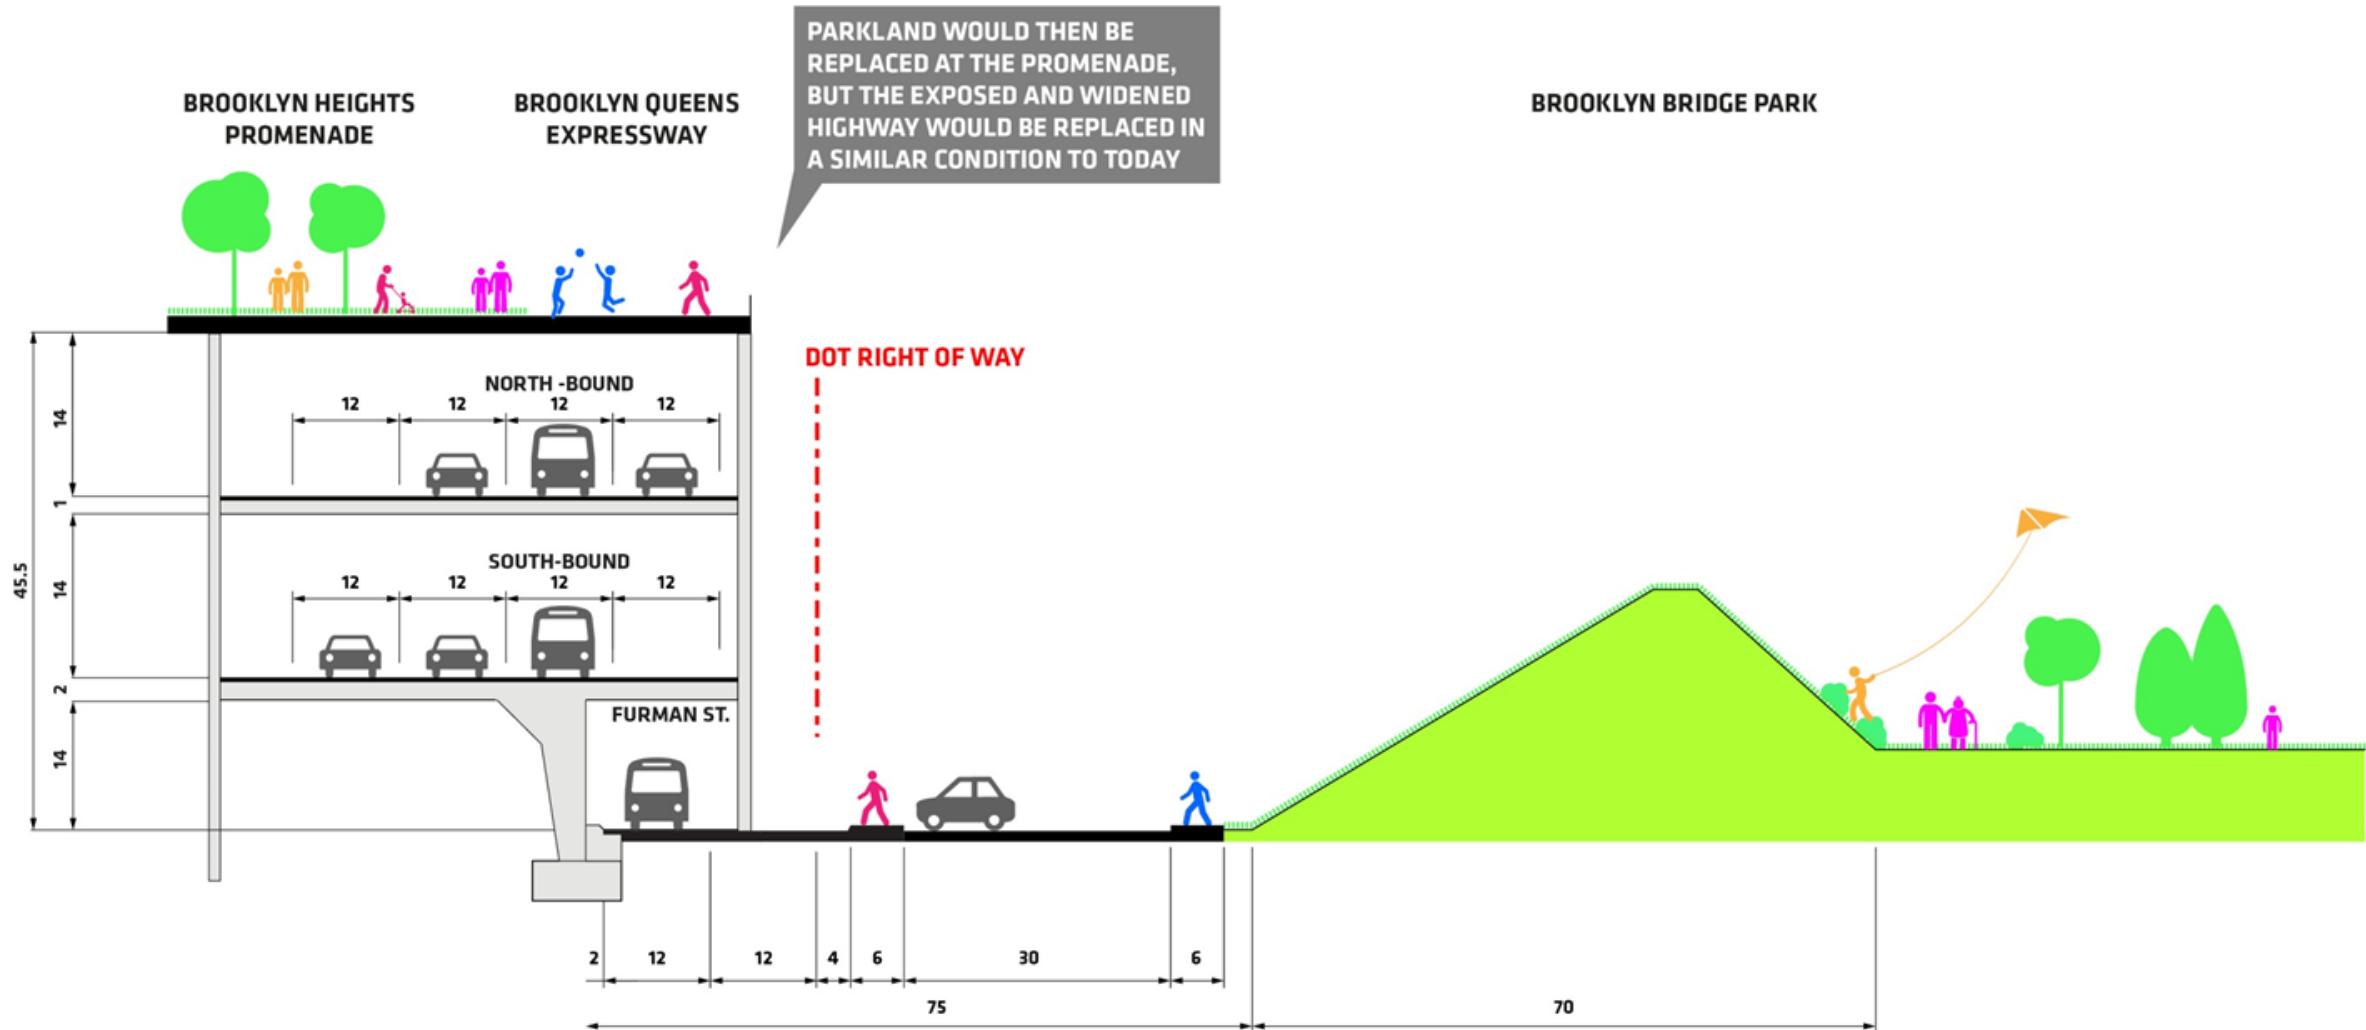 PARKLAND WOULD THEN BE
REPLACED AT THE PROMENADE,
BUT THE EXPOSED AND WIDENED
HIGHWAY WOULD BE REPLACED IN
A SIMILAR CONDITION TO TODAY
BROOKLYN HEIGHTS
PROMENADE
BROOKLYN QUEENS
EXPRESSWAY
BROOKLYN BRIDGE PARK
DOT RIGHT OF WAY
NORTH -BOUND
12 12 12 12
14
1
SOUTH-BOUND
12 12 12 12
45.5
14
2
FURMAN ST.
14
2 12 12 4 6 30 6
75 70